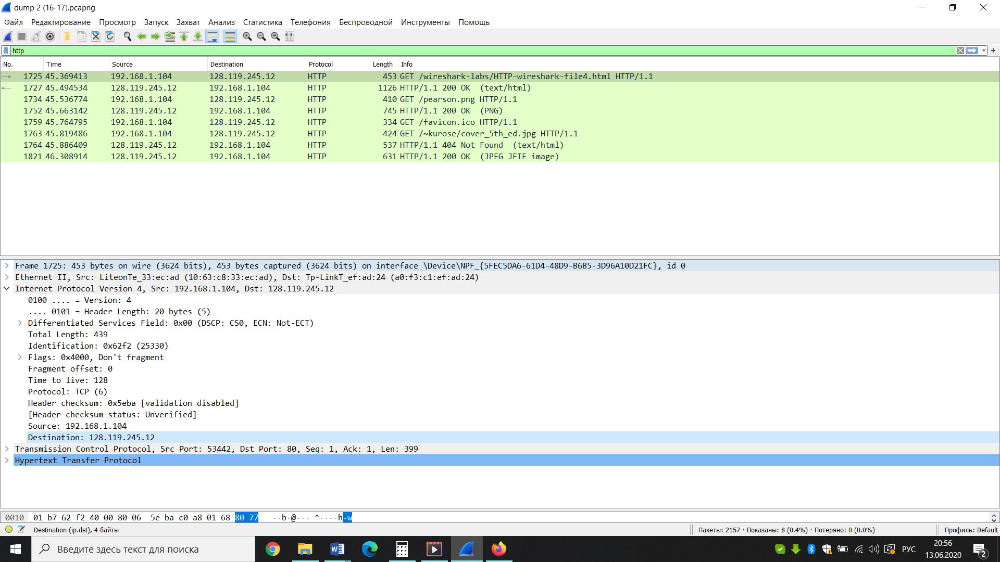 dump 2 (16-17).pcapng
Файл Редактирование Просмотр Запуск Захват Анализ Статистика Телефония Беспроводной Инструменты Помощь
http
No. Time Source Destination Protocol Length Info
1725 45.369413 192.168.1.104 128.119.245.12 HTTP 453 GET /wireshark-labs/HTTP-wireshark-file4.html HTTP/1.1
1727 45.494534 128.119.245.12 192.168.1.104 HTTP 1126 HTTP/1.1 200 OK (text/html)
1734 45.536774 192.168.1.104 128.119.245.12 HTTP 410 GET /pearson.png HTTP/1.1
1752 45.663142 128.119.245.12 192.168.1.104 HTTP 745 HTTP/1.1 200 OK (PNG)
1759 45.764795 192.168.1.104 128.119.245.12 HTTP 334 GET /favicon.ico HTTP/1.1
1763 45.819486 192.168.1.104 128.119.245.12 HTTP 424 GET /~kurose/cover_5th_ed.jpg HTTP/1.1
1764 45.886409 128.119.245.12 192.168.1.104 HTTP 537 HTTP/1.1 404 Not Found (text/html)
1821 46.308914 128.119.245.12 192.168.1.104 HTTP 631 HTTP/1.1 200 OK (JPEG JFIF image)
Frame 1725: 453 bytes on wire (3624 bits), 453 bytes captured (3624 bits) on interface \Device\NPF_{5FEC5DA6-61D4-48D9-B6B5-3D96A10D21FC}, id 0
Ethernet II, Src: LiteonTe_33:ec:ad (10:63:c8:33:ec:ad), Dst: Tp-LinkT_ef:ad:24 (a0:f3:c1:ef:ad:24)
Internet Protocol Version 4, Src: 192.168.1.104, Dst: 128.119.245.12
0100 .... = Version: 4
.... 0101 = Header Length: 20 bytes (5)
Differentiated Services Field: 0x00 (DSCP: CS0, ECN: Not-ECT)
Total Length: 439
Identification: 0x62f2 (25330)
Flags: 0x4000, Don't fragment
Fragment offset: 0
Time to live: 128
Protocol: TCP (6)
Header checksum: 0x5eba [validation disabled]
[Header checksum status: Unverified]
Source: 192.168.1.104
Destination: 128.119.245.12
Transmission Control Protocol, Src Port: 53442, Dst Port: 80, Seq: 1, Ack: 1, Len: 399
Hypertext Transfer Protocol
0010 01 b7 62 f2 40 00 80 06 5e ba c0 a8 01 68 80 77 ··b·@··· ^····h·w
Destination (ip.dst), 4 байты
Пакеты: 2157 · Показаны: 8 (0.4%) · Потеряно: 0 (0.0%)
Профиль: Default
Введите здесь текст для поиска
РУС
20:56
13.06.2020
2